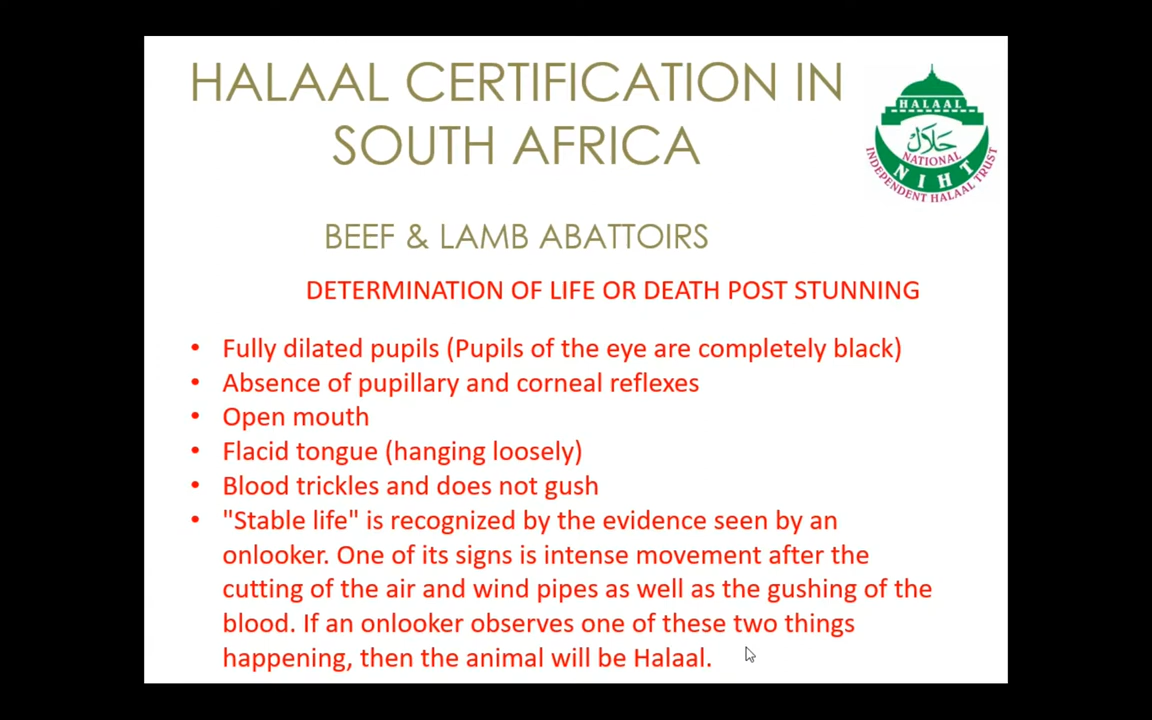 HALAAL CERTIFICATION IN
SOUTH AFRICA
HALAAL
حلال
NATIONAL
NIHT
INDEPENDENT HALAAL TRUST
BEEF & LAMB ABATTOIRS
DETERMINATION OF LIFE OR DEATH POST STUNNING
• Fully dilated pupils (Pupils of the eye are completely black)
• Absence of pupillary and corneal reflexes
• Open mouth
• Flacid tongue (hanging loosely)
• Blood trickles and does not gush
• "Stable life" is recognized by the evidence seen by an
onlooker. One of its signs is intense movement after the
cutting of the air and wind pipes as well as the gushing of the
blood. If an onlooker observes one of these two things
happening, then the animal will be Halaal.